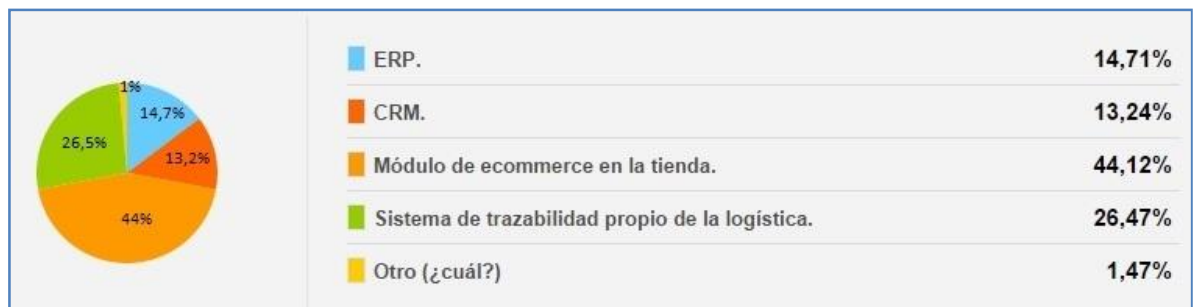 1%
14,7%
13,2%
44%
26,5%
ERP. 14,71%
CRM. 13,24%
Módulo de ecommerce en la tienda. 44,12%
Sistema de trazabilidad propio de la logística. 26,47%
Otro (¿cuál?) 1,47%